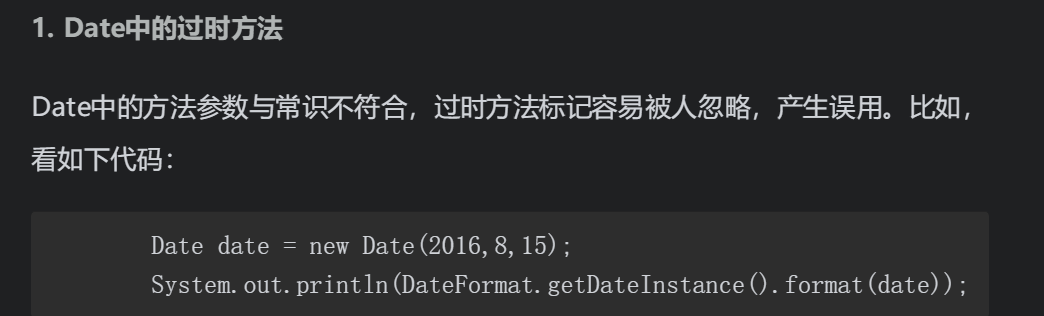 1. Date中的过时方法
Date中的方法参数与常识不符合，过时方法标记容易被人忽略，产生误用。比如，
看如下代码：
Date date = new Date(2016,8,15);
System.out.println(DateFormat.getDateInstance().format(date));